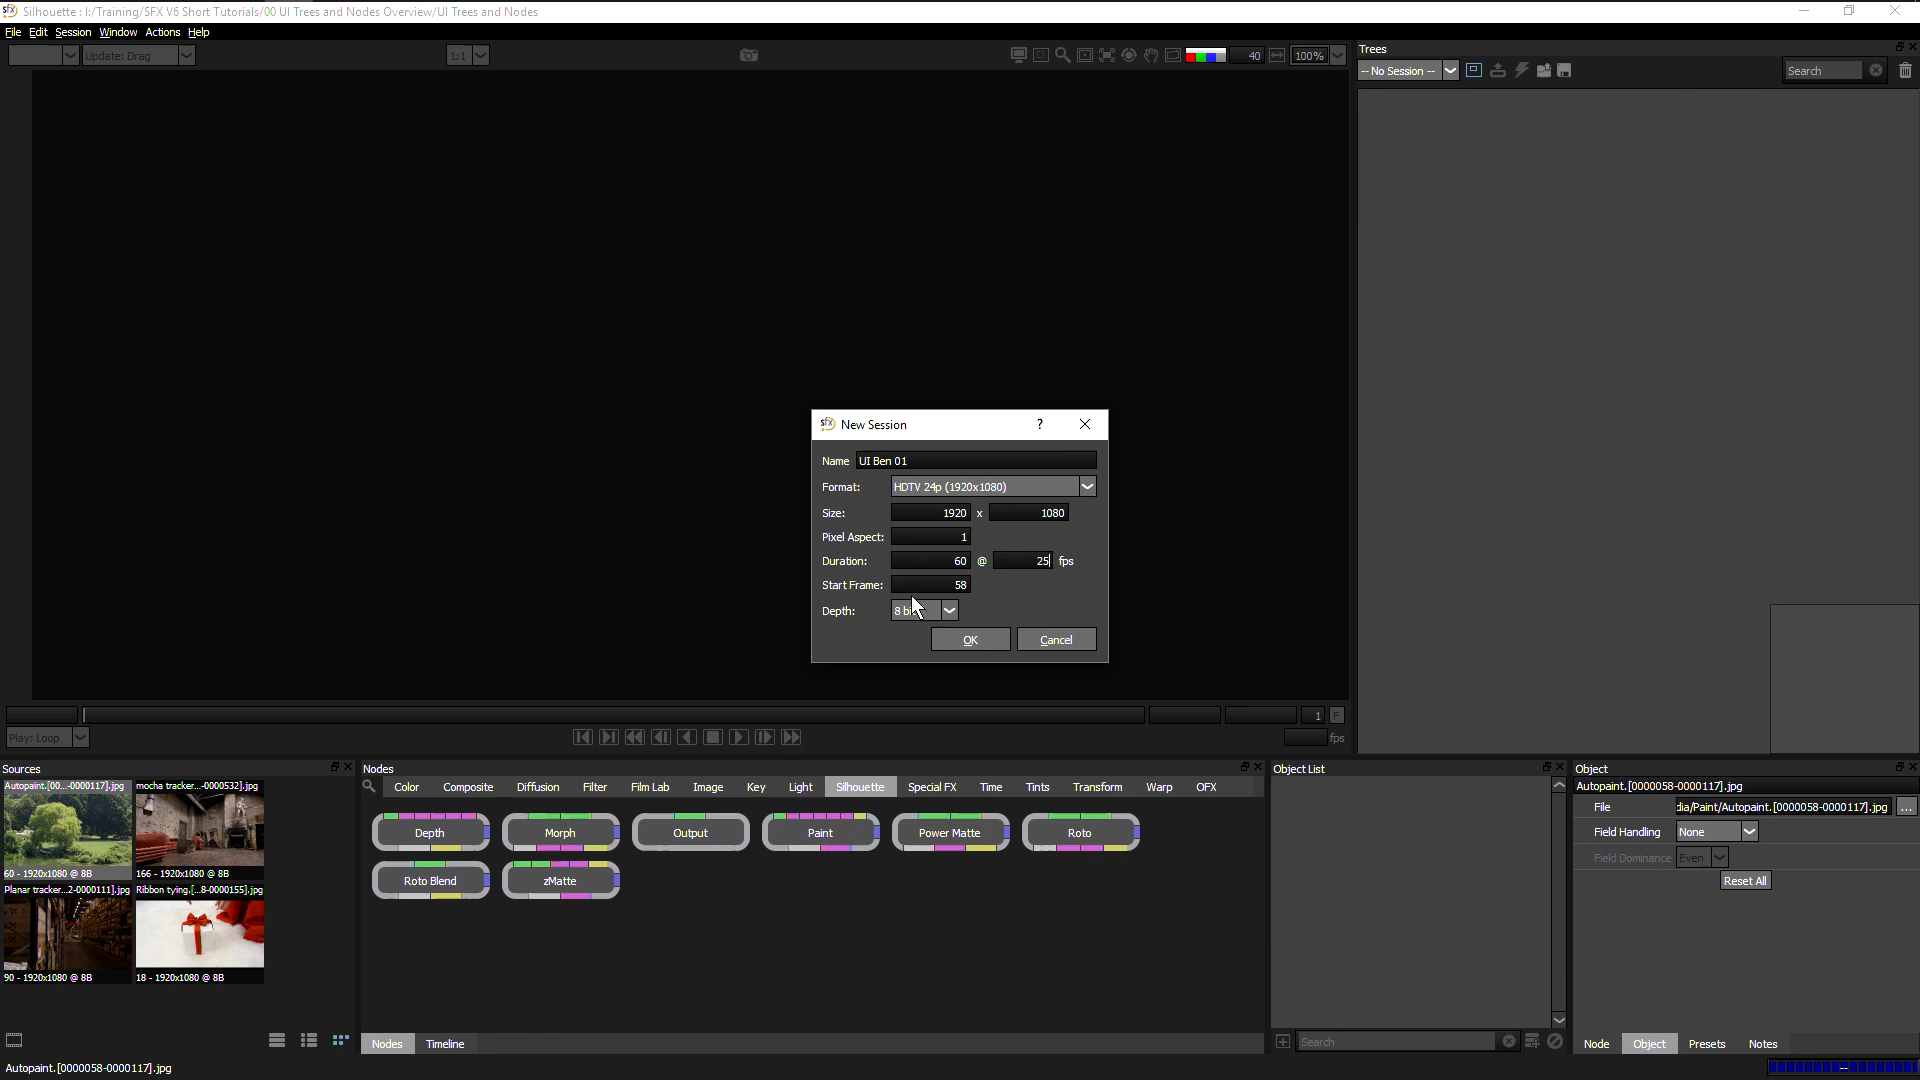 Silhouette : I:/Training/SFX V6 Short Tutorials/00 UI Trees and Nodes Overview/UI Trees and Nodes
File Edit Session Window Actions Help
Update: Drag 1:1 40 100%
Trees
-- No Session -- Search
sfx New Session ?
Name UI Ben 01
Format: HDTV 24p (1920x1080)
Size: 1920 x 1080
Pixel Aspect: 1
Duration: 60 @ 25 fps
Start Frame: 58
Depth: 8
OK Cancel
1 F
Play: Loop fps
Sources
Autopaint.[00...-0000117].jpg mocha tracker...-0000532].jpg
60 - 1920x1080 @ 8B 166 - 1920x1080 @ 8B
Planar tracker...2-0000111].jpg Ribbon tying.[...8-0000155].jpg
90 - 1920x1080 @ 8B 18 - 1920x1080 @ 8B
Nodes
Color Composite Diffusion Filter Film Lab Image Key Light Silhouette Special FX Time Tints Transform Warp OFX
Depth Morph Output Paint Power Matte Roto
Roto Blend zMatte
Nodes Timeline
Object List
Search
Object
Autopaint.[0000058-0000117].jpg
File dia/Paint/Autopaint.[0000058-0000117].jpg ...
Field Handling None
Field Dominance Even
Reset All
Node Object Presets Notes
Autopaint.[0000058-0000117].jpg --